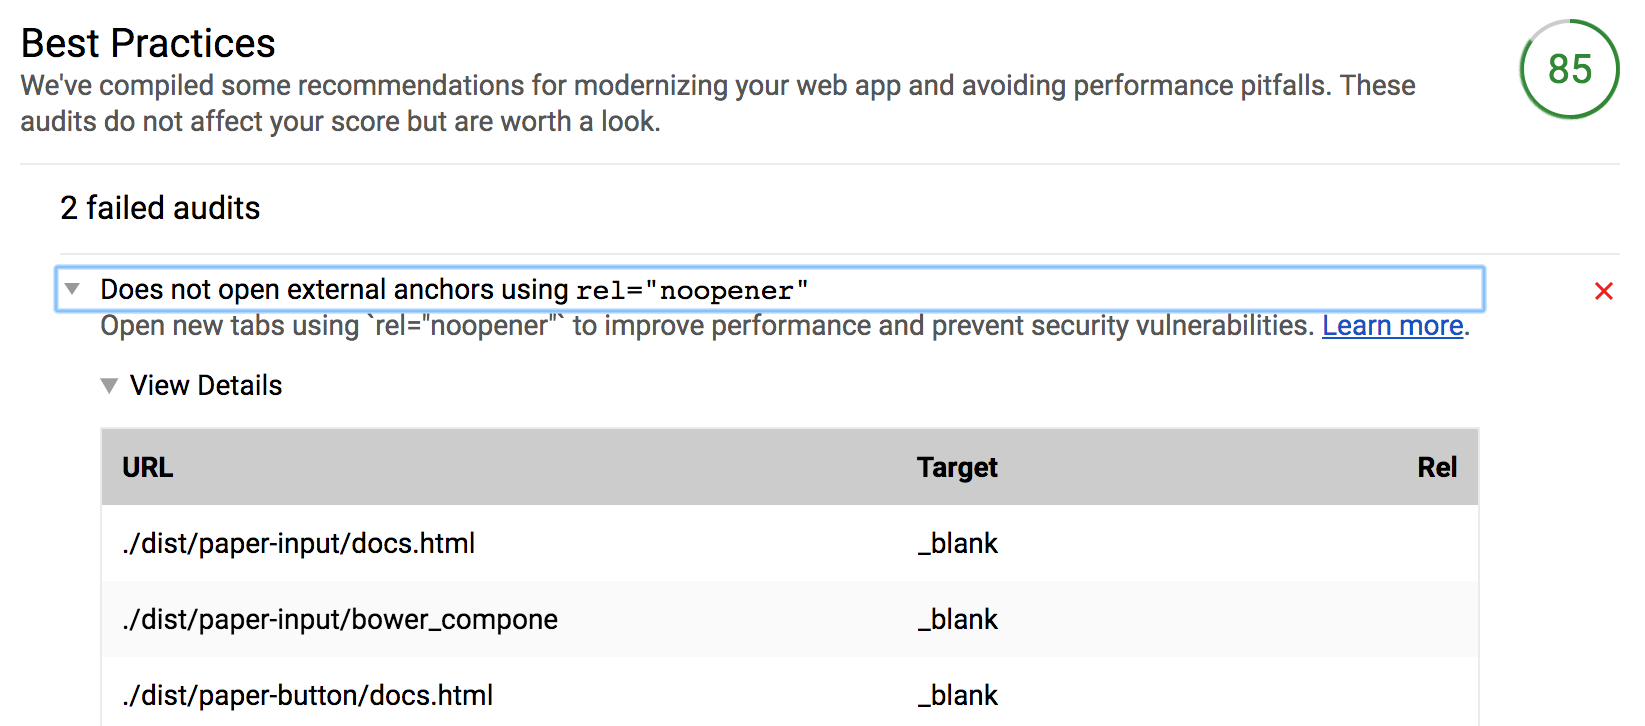 Best Practices
85
We've compiled some recommendations for modernizing your web app and avoiding performance pitfalls. These
audits do not affect your score but are worth a look.
2 failed audits
Does not open external anchors using rel="noopener"
Open new tabs using `rel="noopener"` to improve performance and prevent security vulnerabilities. Learn more.
View Details
URL Target Rel
./dist/paper-input/docs.html _blank
./dist/paper-input/bower_compone _blank
./dist/paper-button/docs.html _blank